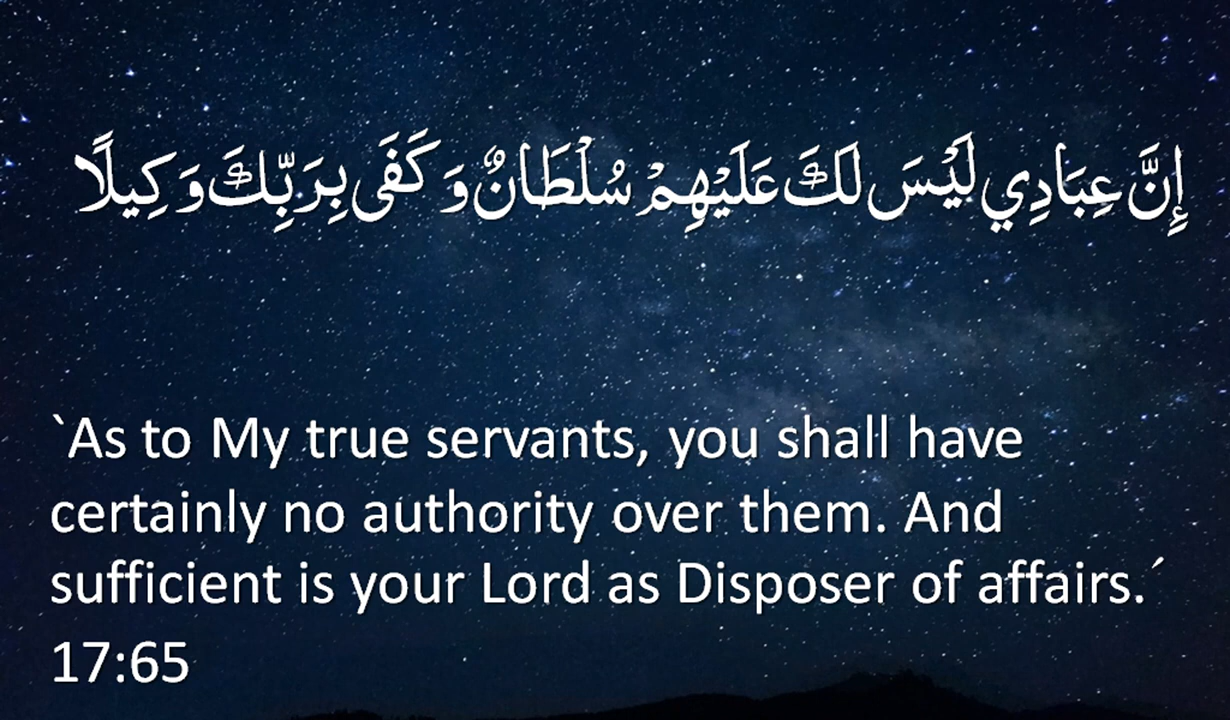 إِنَّ عِبَادِي لَيْسَ لَكَ عَلَيْهِمْ سُلْطَانٌ وَكَفَى بِرَبِّكَ وَكِيلًا
`As to My true servants, you shall have
certainly no authority over them. And
sufficient is your Lord as Disposer of affairs.´
17:65